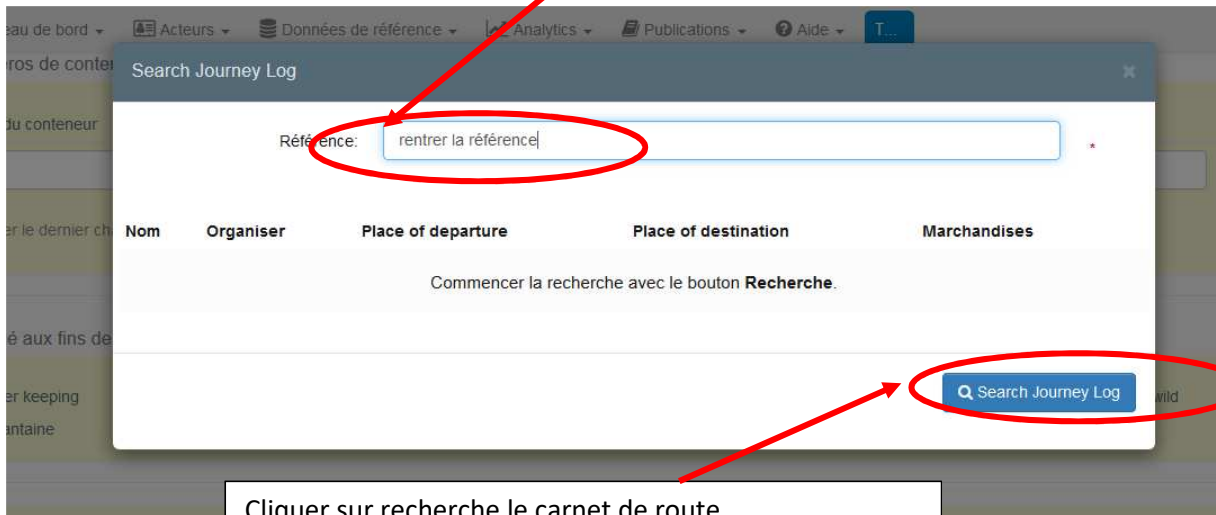 eau de bord Acteurs Données de référence Analytics Publications Aide T...
ros de conte
Search Journey Log ×
du conteneur
Référence: rentrer la référence *
er le dernier ch
Nom Organiser Place of departure Place of destination Marchandises
Commencer la recherche avec le bouton Recherche.
é aux fins de
Search Journey Log
er keeping wild
antaine
Cliquer sur recherche le carnet de route